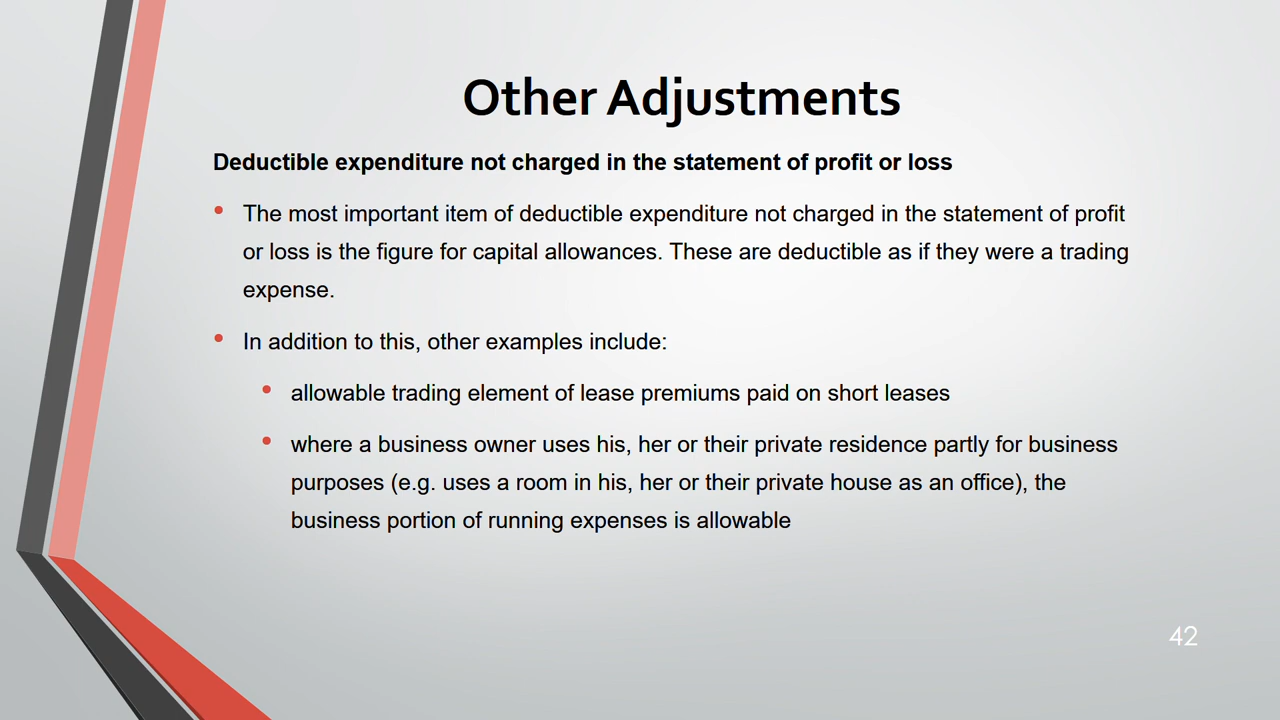 Other Adjustments
Deductible expenditure not charged in the statement of profit or loss
• The most important item of deductible expenditure not charged in the statement of profit
or loss is the figure for capital allowances. These are deductible as if they were a trading
expense.
• In addition to this, other examples include:
• allowable trading element of lease premiums paid on short leases
• where a business owner uses his, her or their private residence partly for business
purposes (e.g. uses a room in his, her or their private house as an office), the
business portion of running expenses is allowable
42